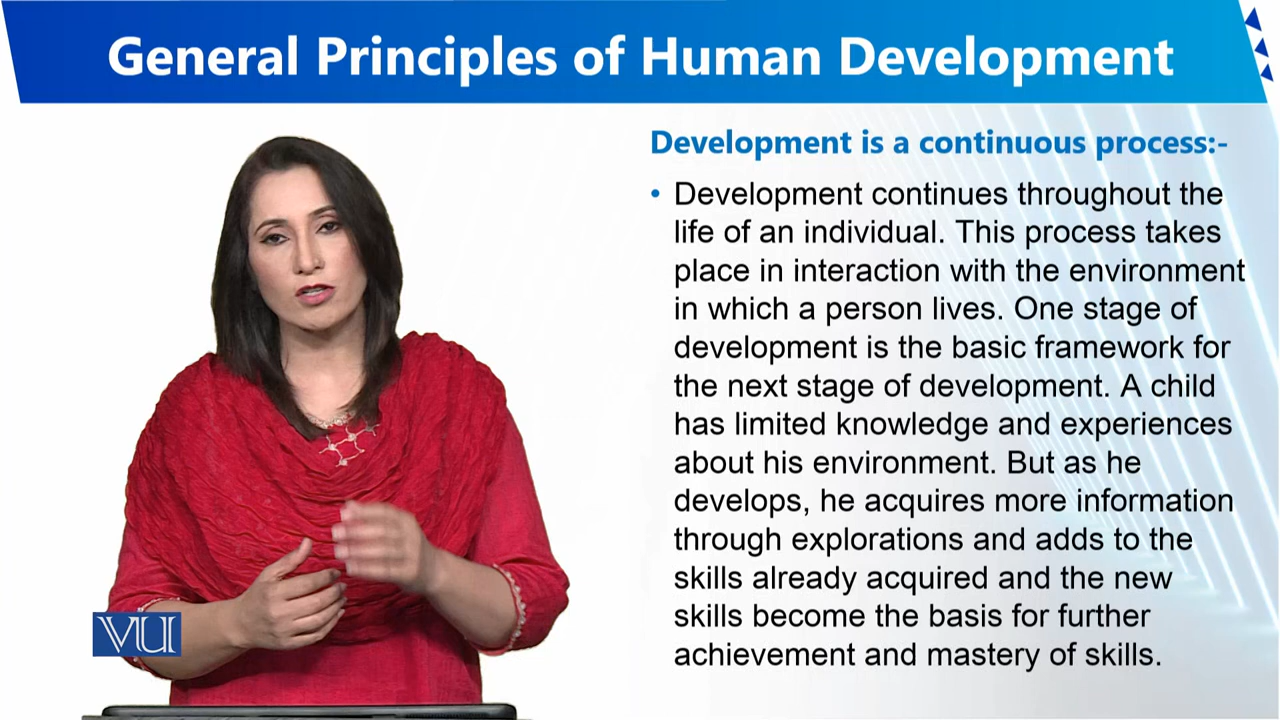 General Principles of Human Development
Development is a continuous process:-
• Development continues throughout the
life of an individual. This process takes
place in interaction with the environment
in which a person lives. One stage of
development is the basic framework for
the next stage of development. A child
has limited knowledge and experiences
about his environment. But as he
develops, he acquires more information
through explorations and adds to the
skills already acquired and the new
skills become the basis for further
achievement and mastery of skills.
VU